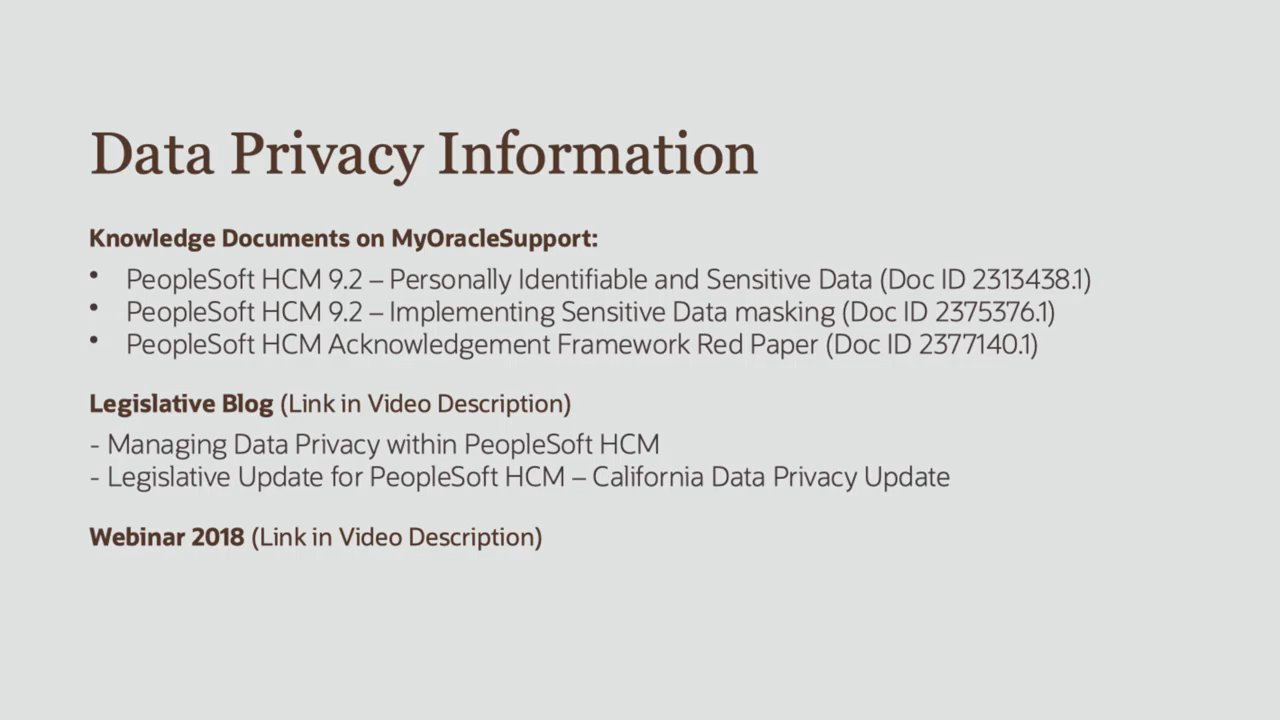 Data Privacy Information
Knowledge Documents on MyOracleSupport:
• PeopleSoft HCM 9.2 – Personally Identifiable and Sensitive Data (Doc ID 2313438.1)
• PeopleSoft HCM 9.2 – Implementing Sensitive Data masking (Doc ID 2375376.1)
• PeopleSoft HCM Acknowledgement Framework Red Paper (Doc ID 2377140.1)
Legislative Blog (Link in Video Description)
- Managing Data Privacy within PeopleSoft HCM
- Legislative Update for PeopleSoft HCM – California Data Privacy Update
Webinar 2018 (Link in Video Description)